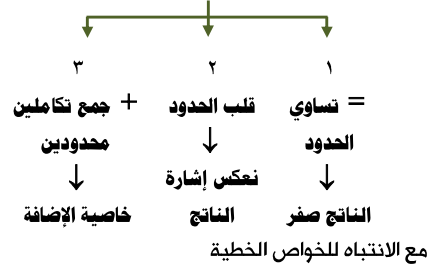 ١ ٢ ٣
= تساوي قلب الحدود + جمع تكاملين
الحدود ↓ محدودين
↓ نعكس إشارة ↓
الناتج صفر الناتج خاصية الإضافة
مع الانتباه للخواص الخطية